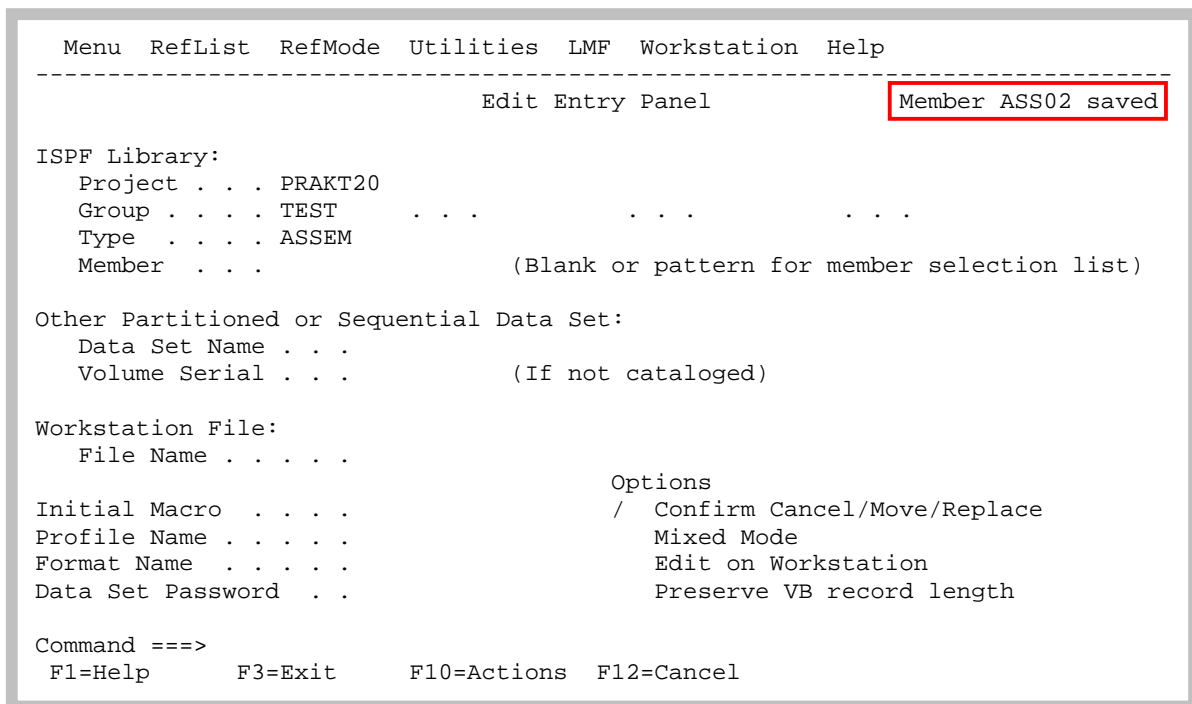 Menu RefList RefMode Utilities LMF Workstation Help
-------------------------------------------------------------------------------
Edit Entry Panel Member ASS02 saved
ISPF Library:
Project . . . PRAKT20
Group . . . . TEST . . . . . . . . .
Type . . . . ASSEM
Member . . . (Blank or pattern for member selection list)
Other Partitioned or Sequential Data Set:
Data Set Name . . .
Volume Serial . . . (If not cataloged)
Workstation File:
File Name . . . . .
Options
Initial Macro . . . . / Confirm Cancel/Move/Replace
Profile Name . . . . . Mixed Mode
Format Name . . . . . Edit on Workstation
Data Set Password . . Preserve VB record length
Command ===>
F1=Help F3=Exit F10=Actions F12=Cancel